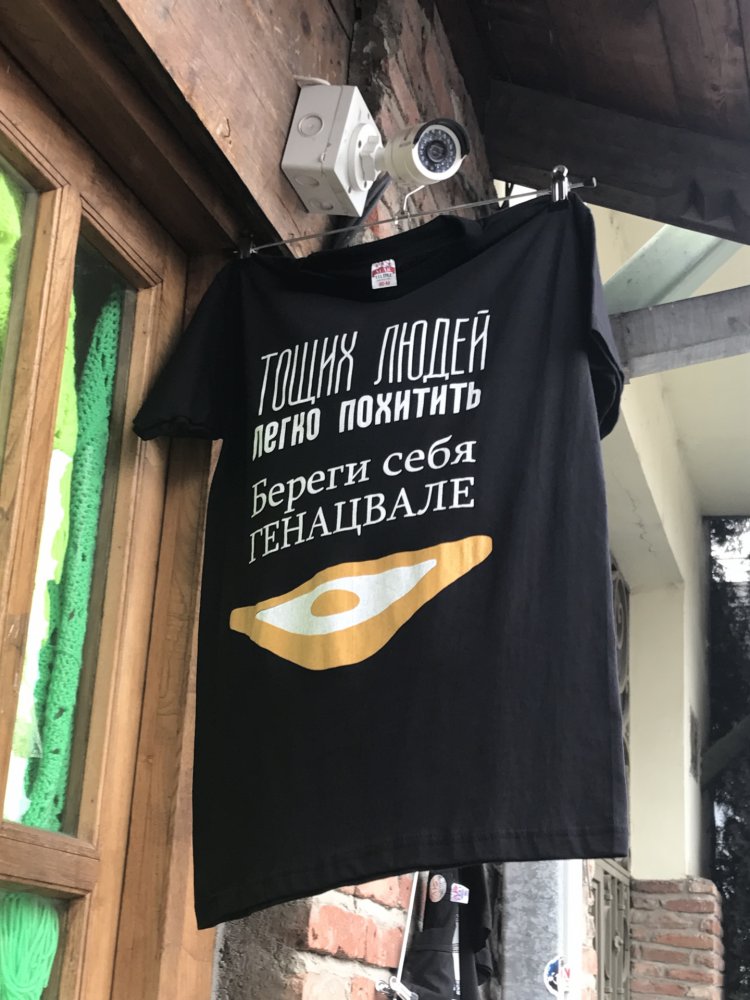 ТОЩИХ ЛЮДЕЙ
ЛЕГКО ПОХИТИТЬ
Береги себя
ГЕНАЦВАЛЕ